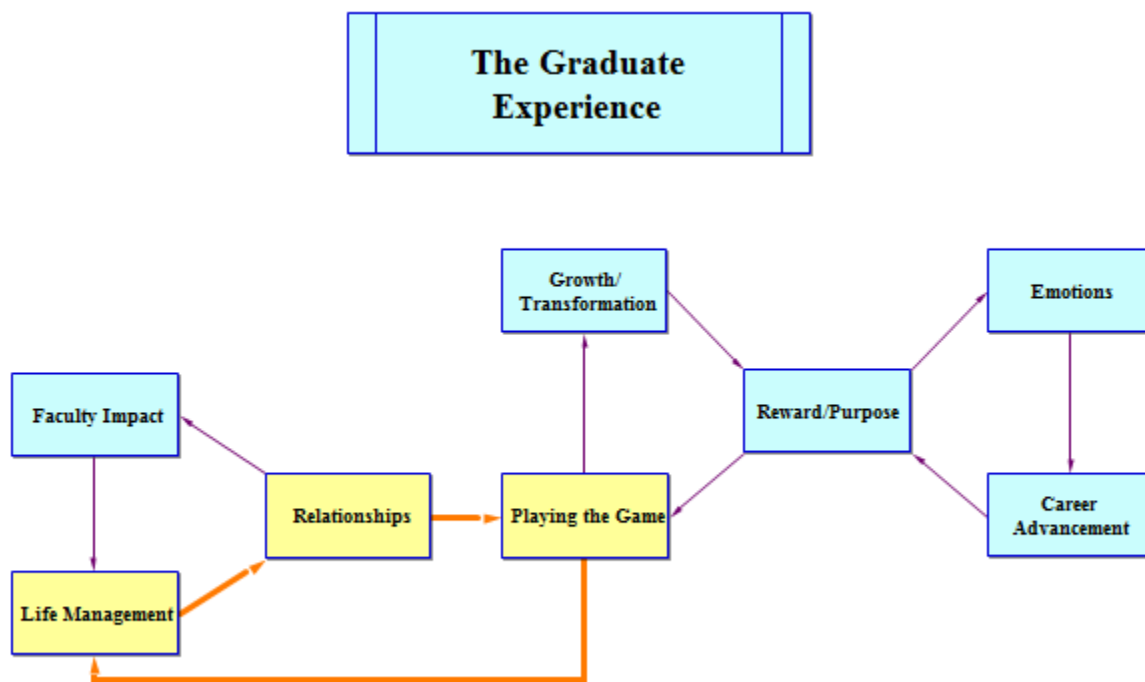 The Graduate
Experience
Growth/
Transformation
Emotions
Faculty Impact
Reward/Purpose
Relationships
Playing the Game
Career
Advancement
Life Management